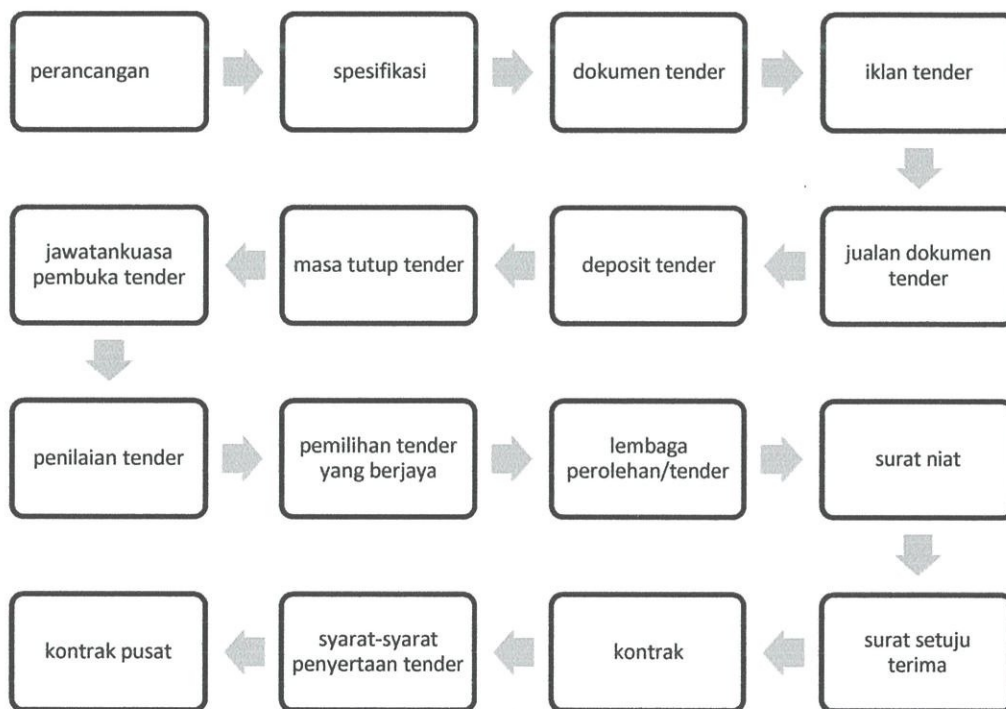 perancangan
spesifikasi
dokumen tender
iklan tender
jualan dokumen
tender
deposit tender
masa tutup tender
jawatankuasa
pembuka tender
penilaian tender
pemilihan tender
yang berjaya
lembaga
perolehan/tender
surat niat
surat setuju
terima
kontrak
syarat-syarat
penyertaan tender
kontrak pusat